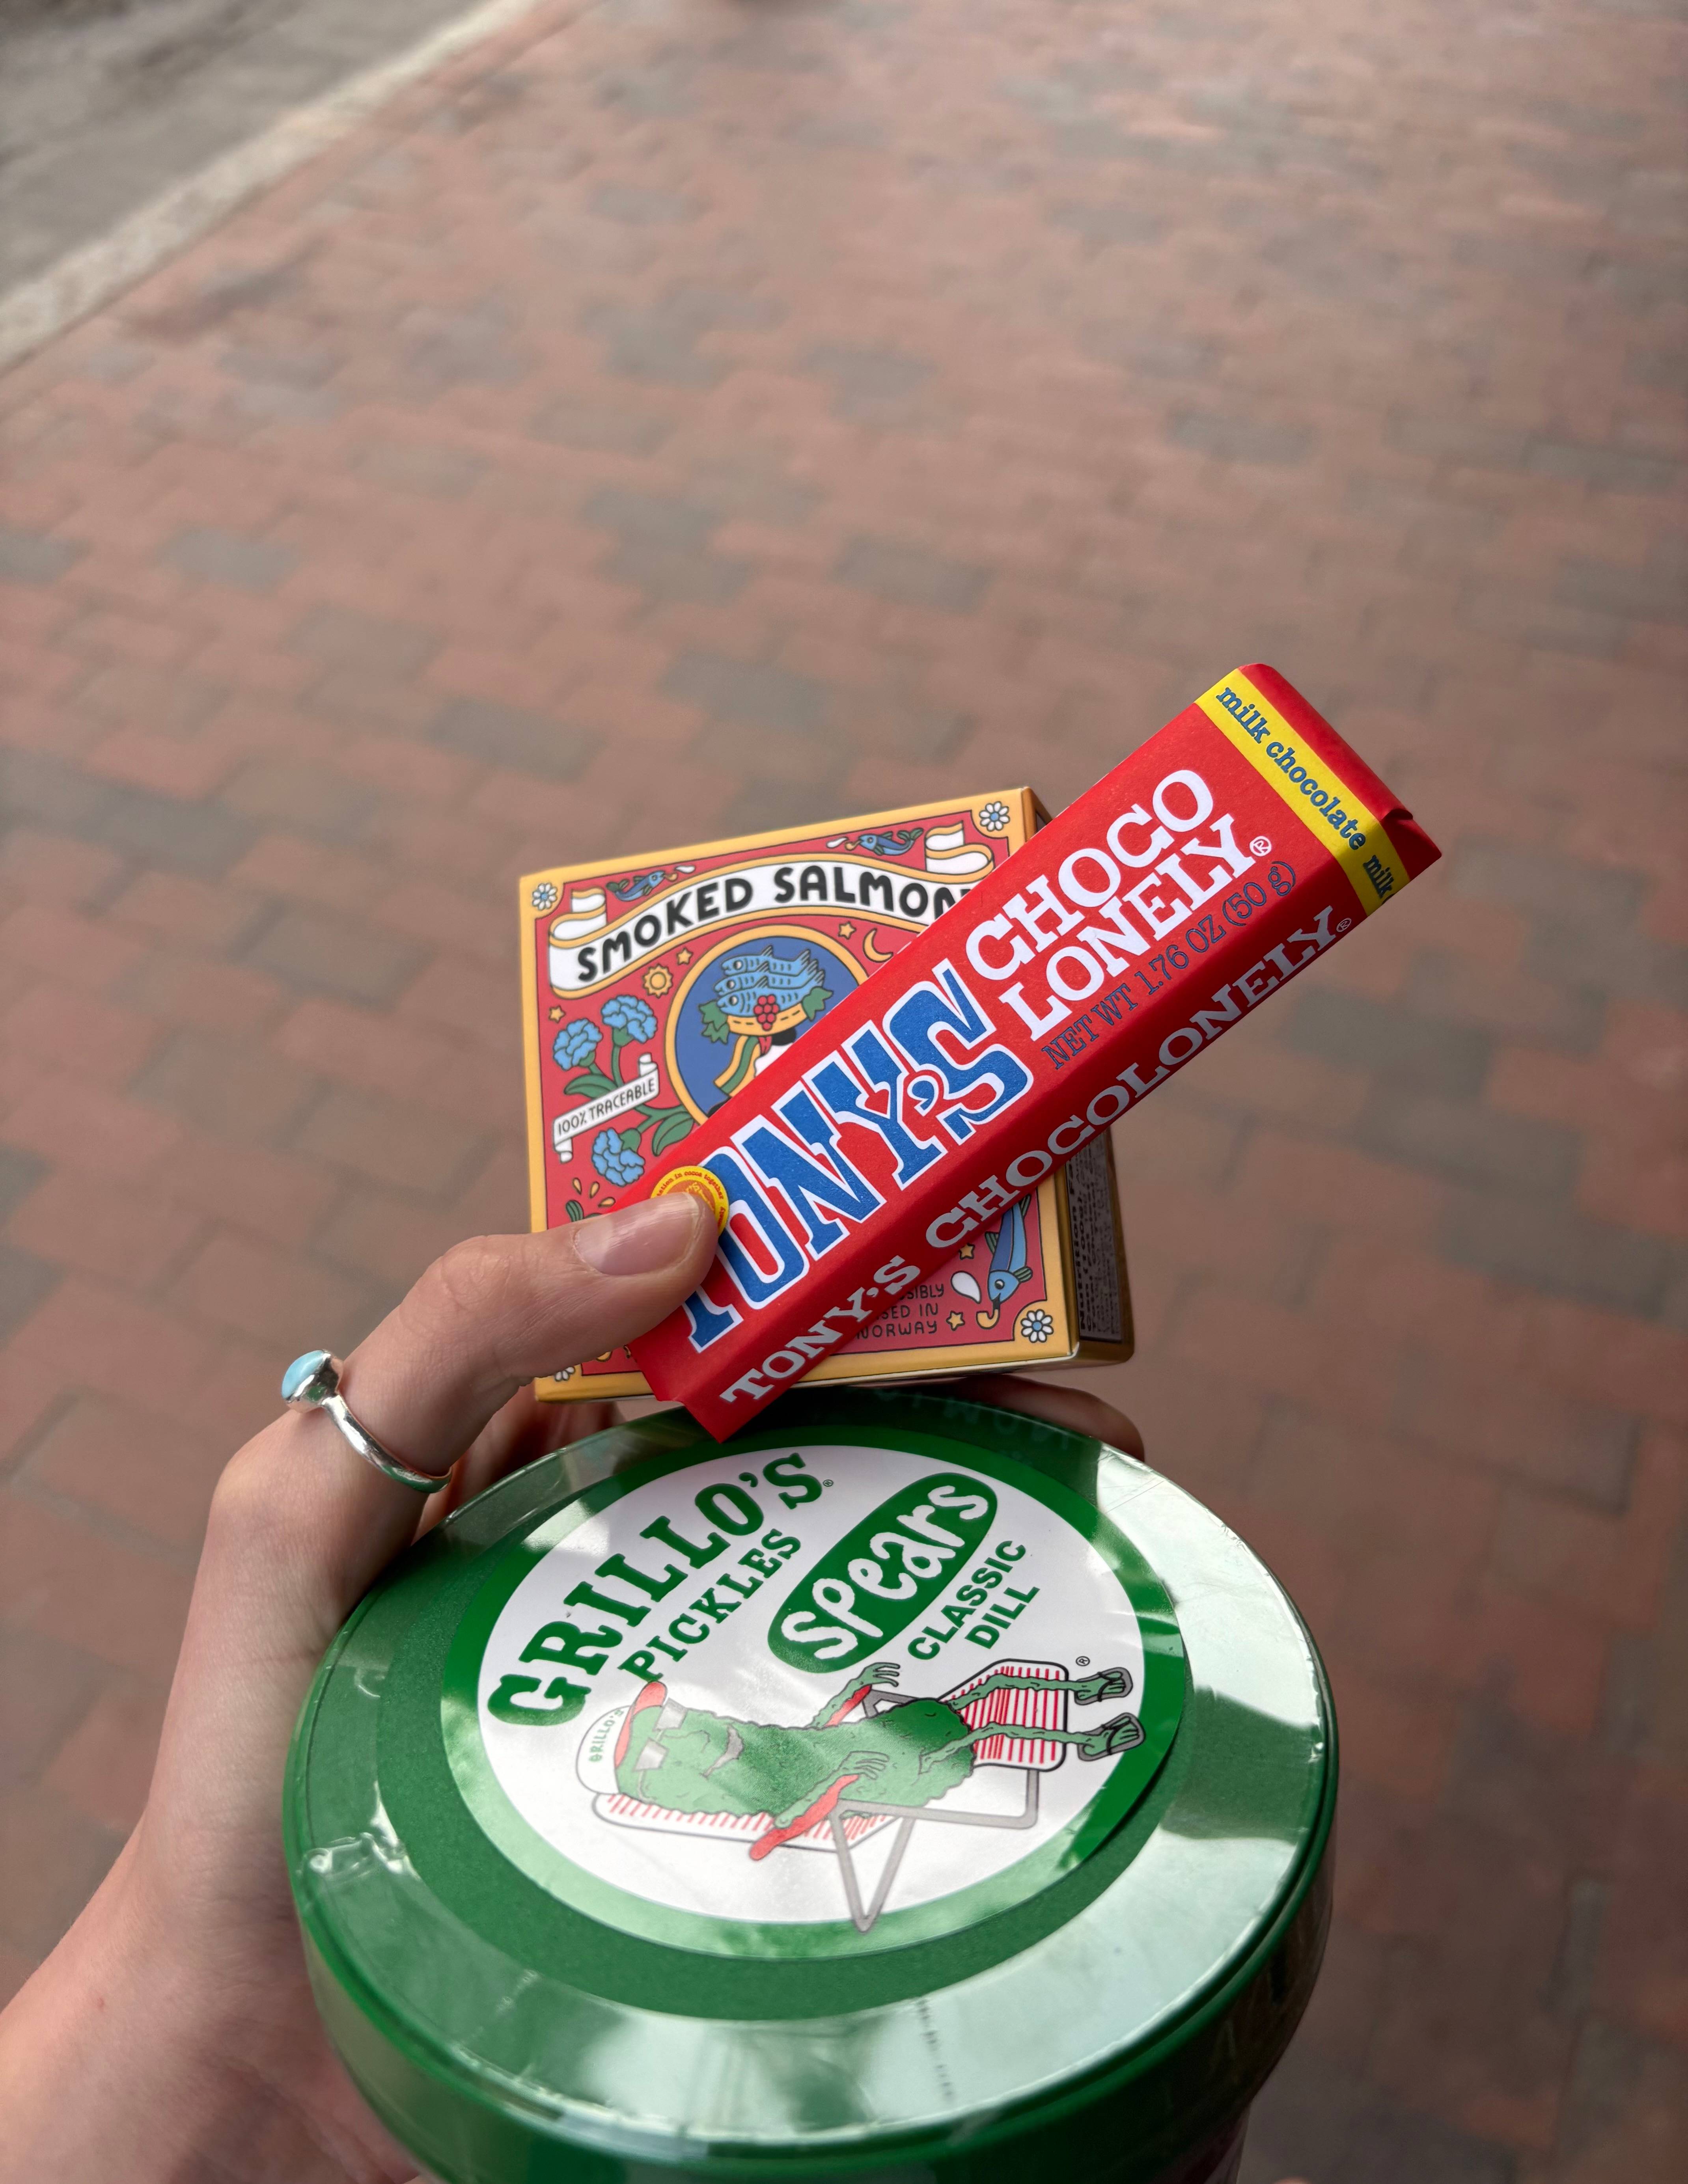 SMOKED SALMON
100% TRACEABLE
NORWAY
milk chocolate
milk
TONY'S
CHOCO
LONELY®
NET WT 1.76 OZ (50 g)
TONY'S CHOCOLONELY®
GRILLO'S®
PICKLES
Spears
CLASSIC
DILL
GRILLO'S
®